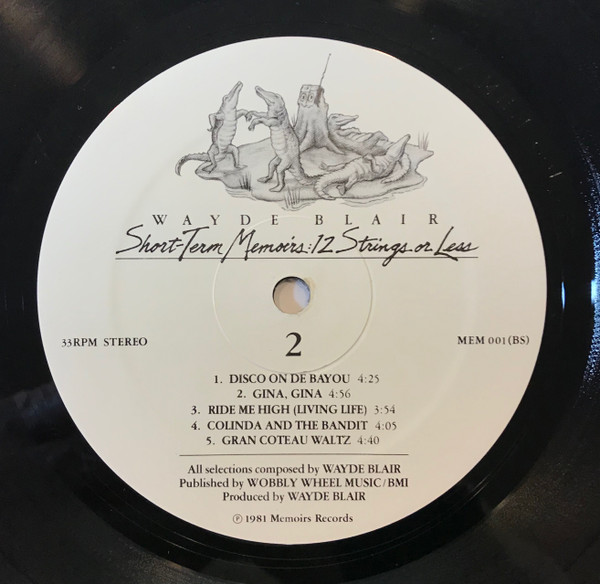 WAYDE BLAIR
Short-Term Memoirs: 12 Strings or Less
33RPM STEREO
2
MEM 001 (BS)
1. DISCO ON DE BAYOU 4:25
2. GINA, GINA 4:56
3. RIDE ME HIGH (LIVING LIFE) 3:54
4. COLINDA AND THE BANDIT 4:05
5. GRAN COTEAU WALTZ 4:40
All selections composed by WAYDE BLAIR
Published by WOBBLY WHEEL MUSIC/BMI
Produced by WAYDE BLAIR
℗ 1981 Memoirs Records